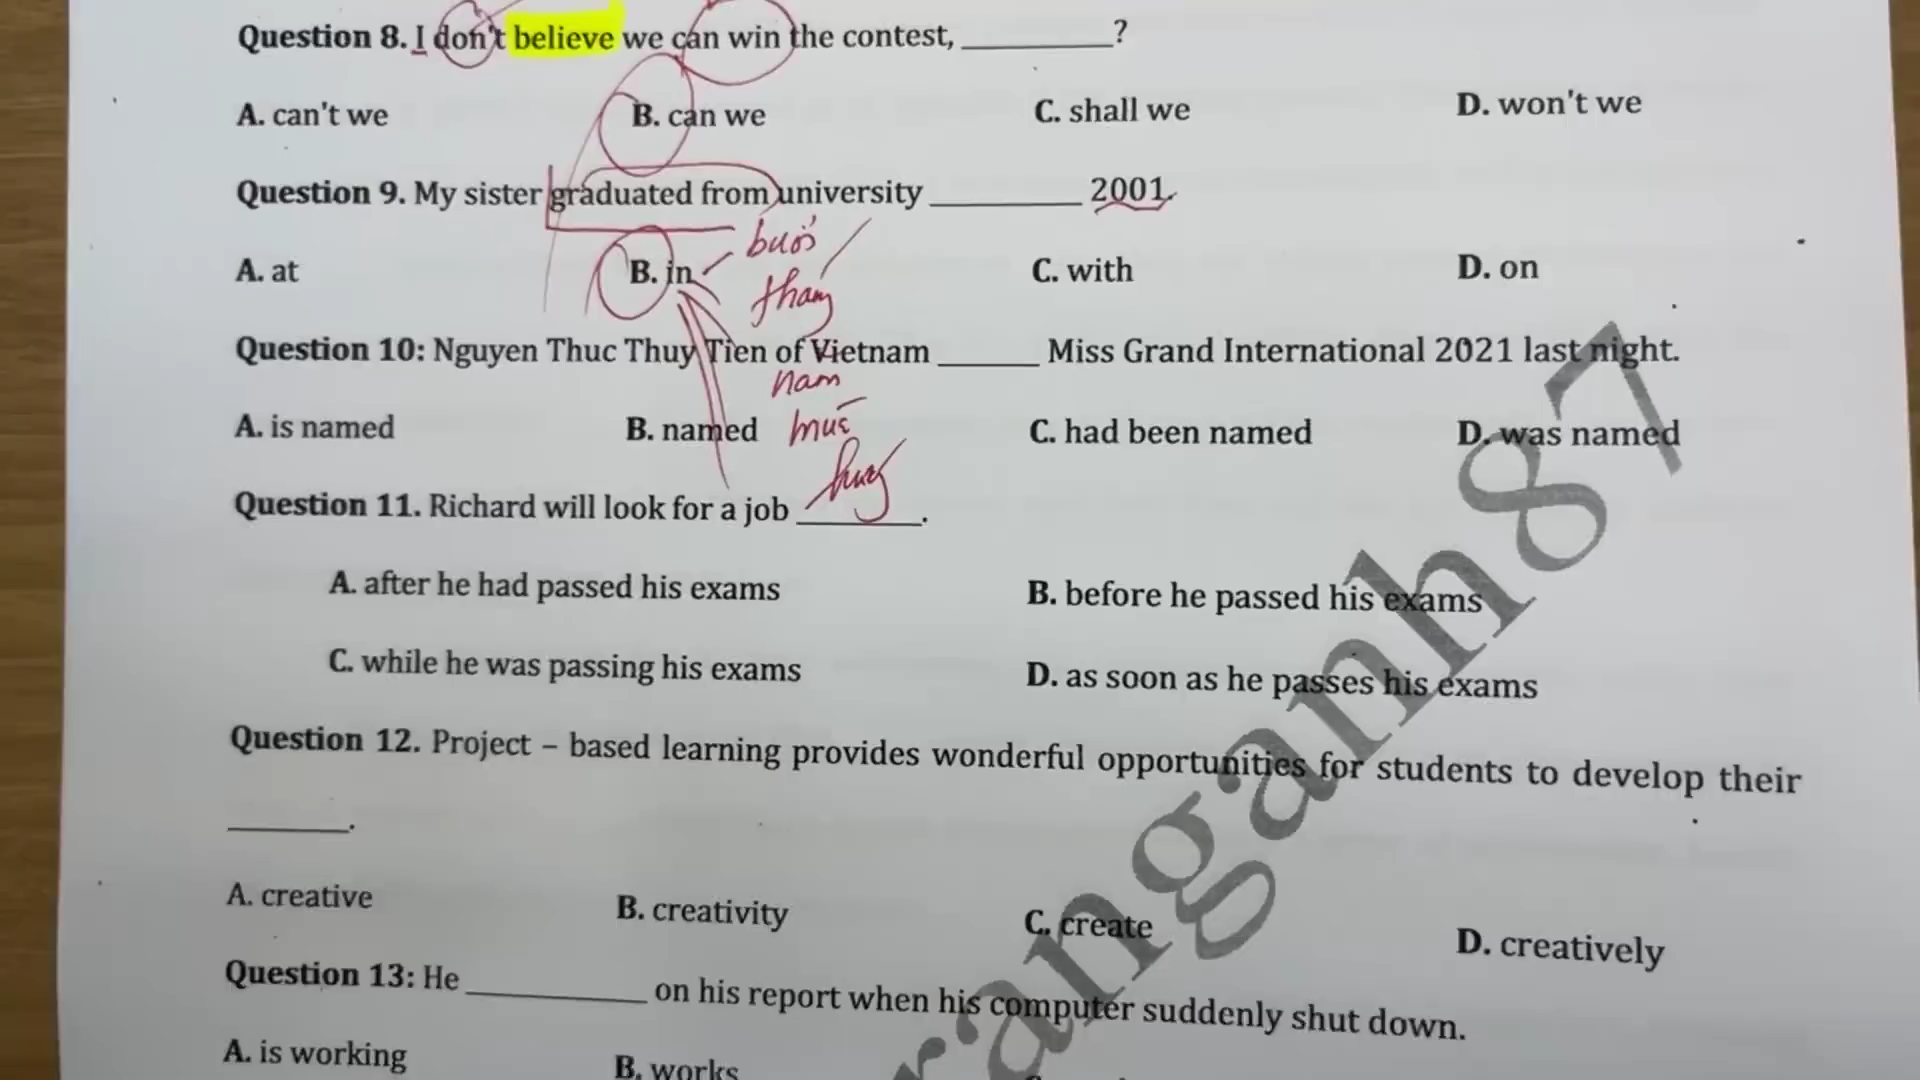 Question 8. I don't believe we can win the contest, __________?
A. can't we B. can we C. shall we D. won't we
Question 9. My sister graduated from university __________ 2001.
buổi
A. at B. in C. with D. on
tháng
Question 10: Nguyen Thuc Thuy Tien of Vietnam _______ Miss Grand International 2021 last night.
năm
A. is named B. named C. had been named D. was named
mùa
Question 11. Richard will look for a job ________.
A. after he had passed his exams B. before he passed his exams
C. while he was passing his exams D. as soon as he passes his exams
Question 12. Project – based learning provides wonderful opportunities for students to develop their
________.
A. creative B. creativity C. create D. creatively
Question 13: He ____________ on his report when his computer suddenly shut down.
A. is working B. works
ranganh87